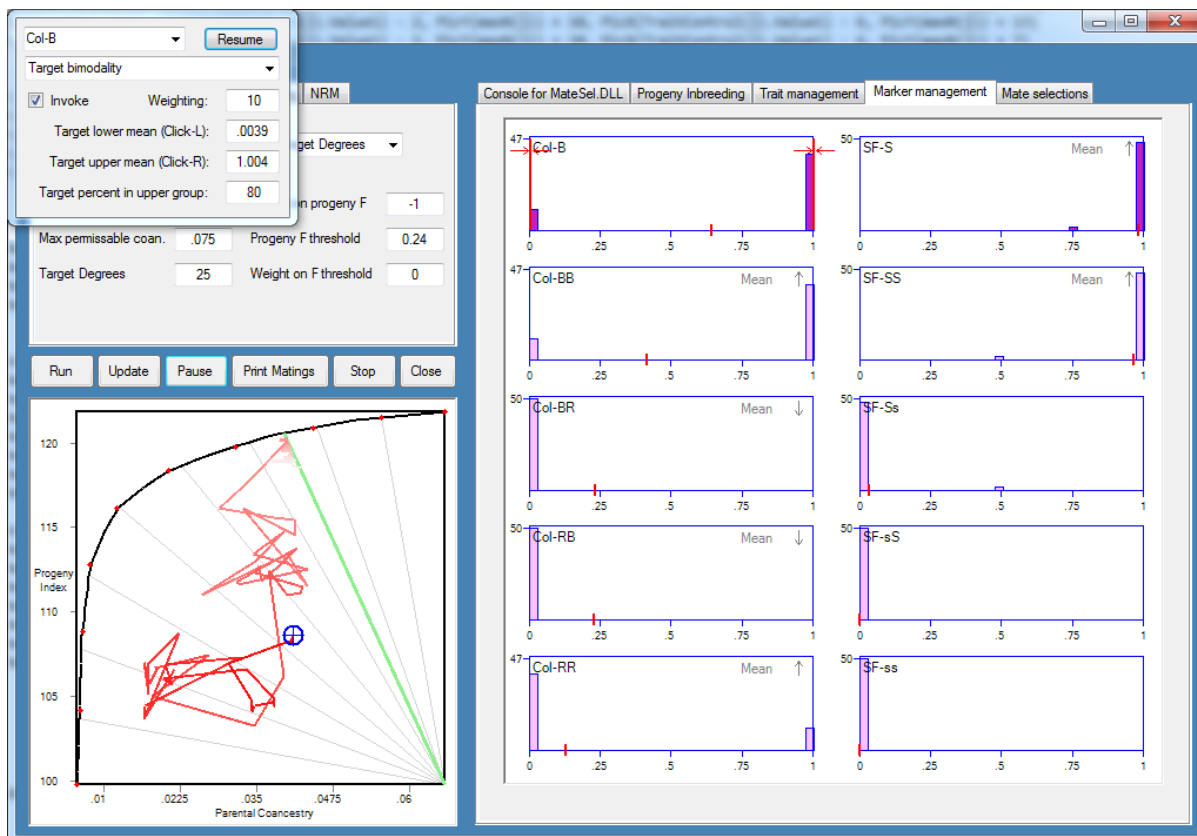 Col-B Resume
Target bimodality
Invoke Weighting: 10
Target lower mean (Click-L): .0039
Target upper mean (Click-R): 1.004
Target percent in upper group: 80
NRM
get Degrees
on progeny F -1
Max permissable coan. .075 Progeny F threshold 0.24
Target Degrees 25 Weight on F threshold 0
Run Update Pause Print Matings Stop Close
120
115
Progeny
Index
110
105
100
.01 .0225 .035 .0475 .06
Parental Coancestry
Console for MateSel.DLL Progeny Inbreeding Trait management Marker management Mate selections
47 Col-B
0 .25 .5 .75 1
50 SF-S Mean ↑
0 .25 .5 .75 1
47 Col-BB Mean ↑
0 .25 .5 .75 1
50 SF-SS Mean ↑
0 .25 .5 .75 1
50 Col-BR Mean ↓
0 .25 .5 .75 1
50 SF-Ss
0 .25 .5 .75 1
50 Col-RB Mean ↓
0 .25 .5 .75 1
50 SF-sS
0 .25 .5 .75 1
47 Col-RR Mean ↑
0 .25 .5 .75 1
50 SF-ss
0 .25 .5 .75 1